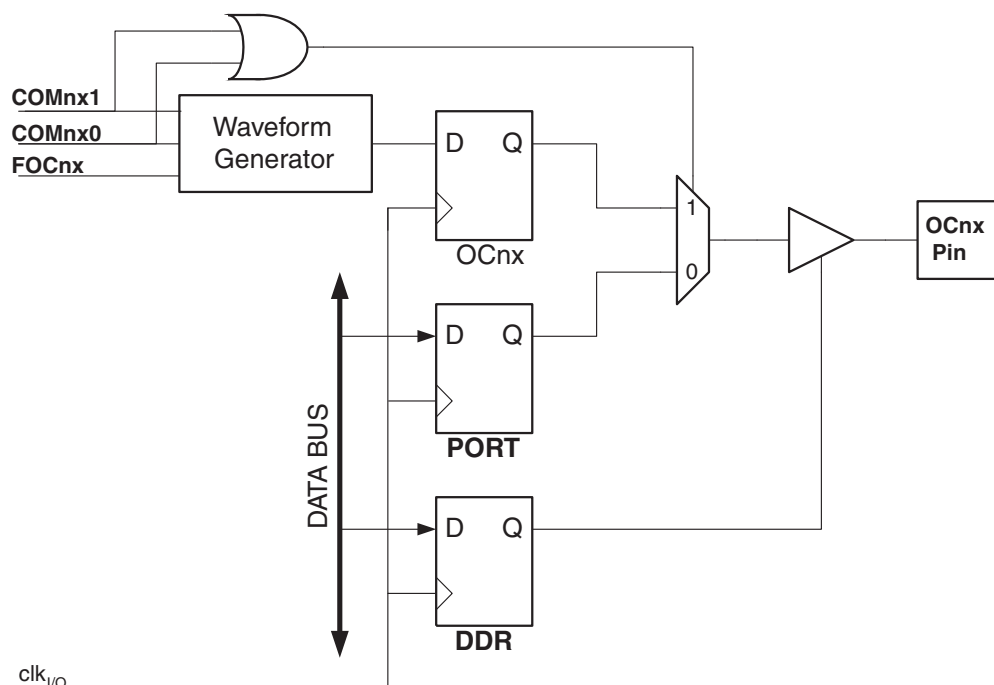 COMnx1
COMnx0
FOCnx
Waveform
Generator
D Q
OCnx
1
0
OCnx
Pin
D Q
PORT
DATA BUS
D Q
DDR
clkI/O